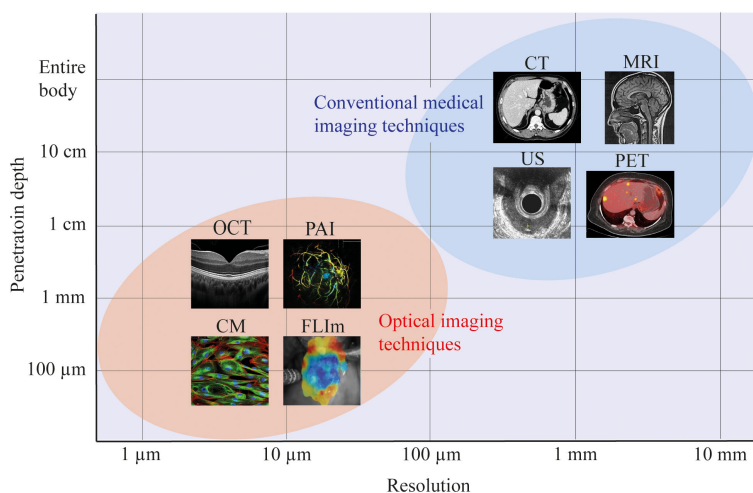 CT
MRI
Entire
body
Conventional medical
imaging techniques
US
PET
10 cm
Penetratoin depth
1 cm
OCT
PAI
1 mm
CM
FLIm
Optical imaging
techniques
100 µm
1 µm
10 µm
100 µm
1 mm
10 mm
Resolution